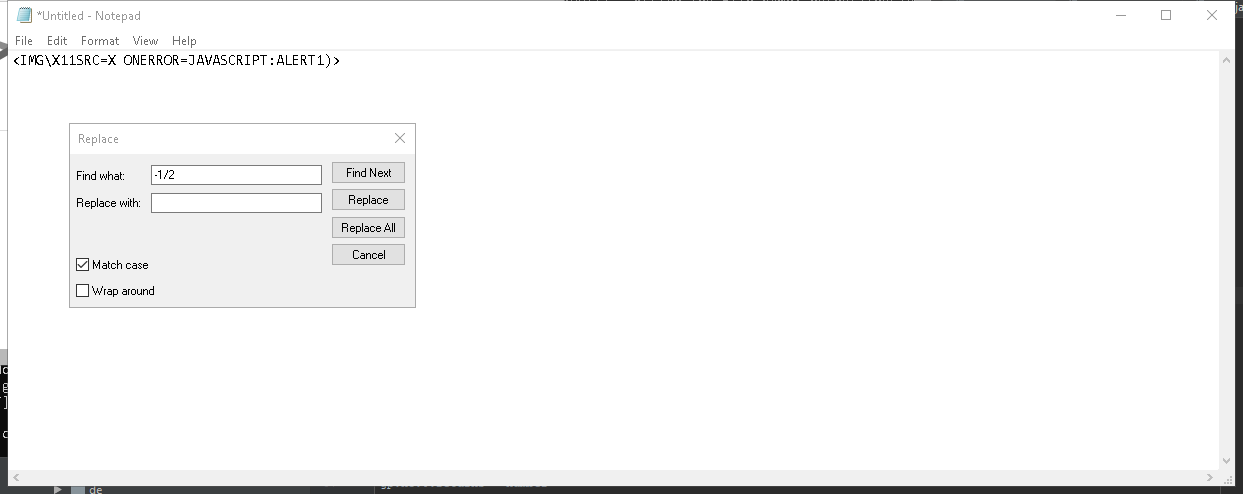 *Untitled - Notepad
File Edit Format View Help
<IMG\X11SRC=X ONERROR=JAVASCRIPT:ALERT1)>
Replace
Find what: -1/2 Find Next
Replace with: Replace
Replace All
Cancel
Match case
Wrap around
de